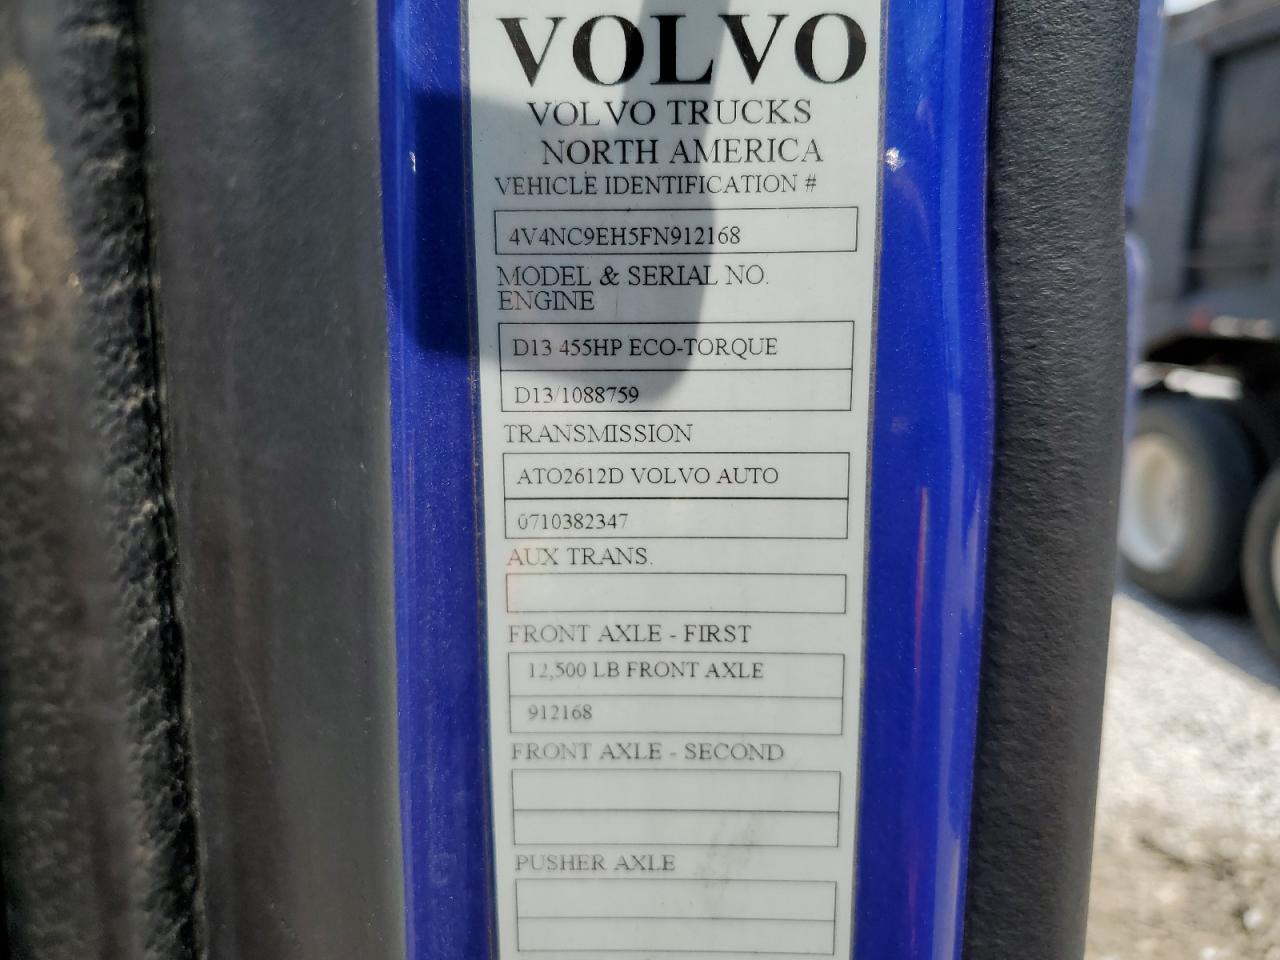 VOLVO
VOLVO TRUCKS
NORTH AMERICA
VEHICLE IDENTIFICATION #
4V4NC9EH5FN912168
MODEL & SERIAL NO.
ENGINE
D13 455HP ECO-TORQUE
D13/1088759
TRANSMISSION
ATO2612D VOLVO AUTO
0710382347
AUX TRANS.
FRONT AXLE - FIRST
12,500 LB FRONT AXLE
912168
FRONT AXLE - SECOND
PUSHER AXLE